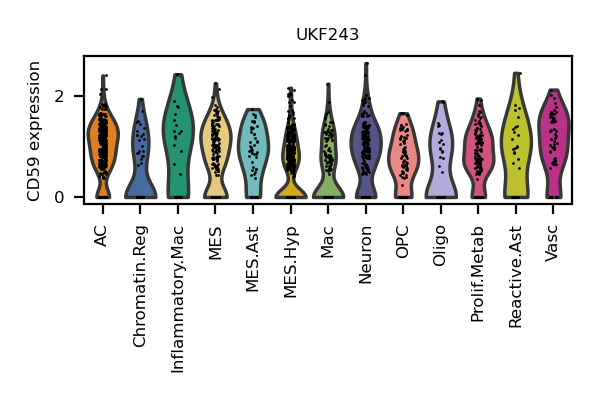 UKF243
CD59 expression
2
0
AC
Chromatin.Reg
Inflammatory.Mac
MES
MES.Ast
MES.Hyp
Mac
Neuron
OPC
Oligo
Prolif.Metab
Reactive.Ast
Vasc